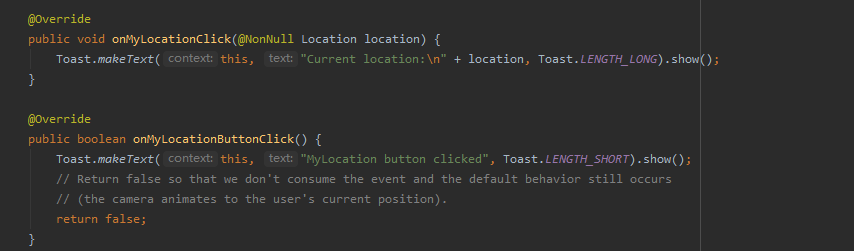 @Override
public void onMyLocationClick(@NonNull Location location) {
Toast.makeText( context: this, text: "Current location:\n" + location, Toast.LENGTH_LONG).show();
}
@Override
public boolean onMyLocationButtonClick() {
Toast.makeText( context: this, text: "MyLocation button clicked", Toast.LENGTH_SHORT).show();
// Return false so that we don't consume the event and the default behavior still occurs
// (the camera animates to the user's current position).
return false;
}